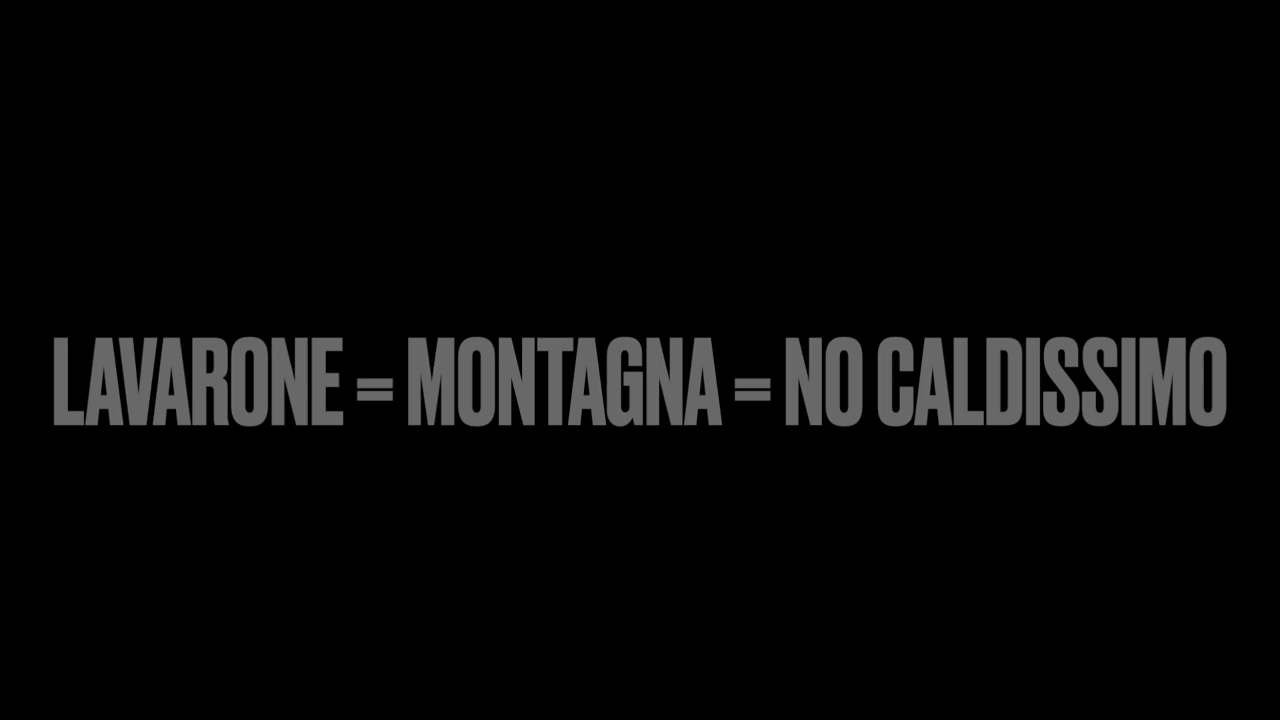 LAVARONE = MONTAGNA = NO CALDISSIMO